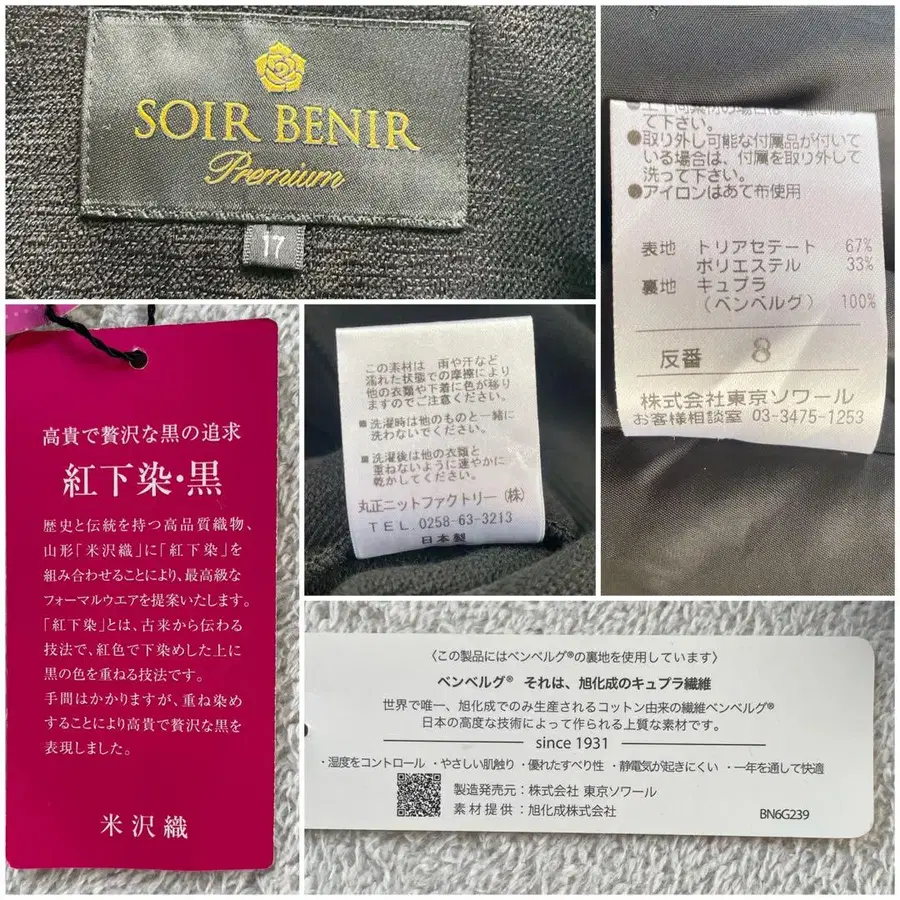 SOIR BENIR
Premium
17
て下さい。
●取り外し可能な付属品が付いて
いる場合は、付属を取り外して
洗って下さい。
●アイロンはあて布使用
表地 トリアセテート 67%
ポリエステル 33%
裏地 キュプラ
(ベンベルグ) 100%
反番 8
株式会社東京ソワール
お客様相談室 03-3475-1253
高貴で贅沢な黒の追求
紅下染・黒
歴史と伝統を持つ高品質織物、
山形「米沢織」に「紅下染」を
組み合わせることにより、最高級な
フォーマルウエアを提案いたします。
「紅下染」とは、古来から伝わる
技法で、紅色で下染めした上に
黒の色を重ねる技法です。
手間はかかりますが、重ね染め
することにより高貴で贅沢な黒を
表現しました。
米沢織
この素材は 雨や汗など
濡れた状態での摩擦により
他の衣類や下着に色が移り
ますのでご注意ください。
■洗濯時は他のものと一緒に
洗わないでください。
■洗濯後は他の衣類と
重ねないように速やかに
乾かしてください。
丸正ニットファクトリー(株)
TEL.0258-63-3213
日本製
〈この製品にはベンベルグ®の裏地を使用しています〉
ベンベルグ® それは、旭化成のキュプラ繊維
世界で唯一、旭化成でのみ生産されるコットン由来の繊維ベンベルグ®
日本の高度な技術によって作られる上質な素材です。
since 1931
・湿度をコントロール ・やさしい肌触り ・優れたすべり性 ・静電気が起きにくい ・一年を通して快適
製造発売元:株式会社 東京ソワール
素材提供:旭化成株式会社
BN6G239